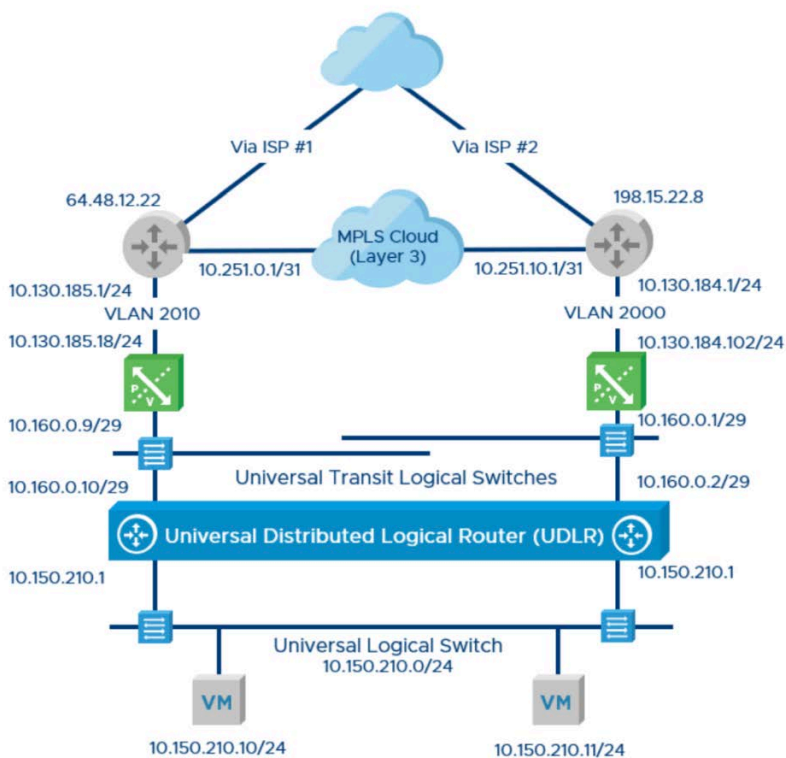 Via ISP #1
Via ISP #2
64.48.12.22
198.15.22.8
MPLS Cloud
(Layer 3)
10.251.0.1/31
10.251.10.1/31
10.130.185.1/24
10.130.184.1/24
VLAN 2010
VLAN 2000
10.130.185.18/24
10.130.184.102/24
P
V
P
V
10.160.0.9/29
10.160.0.1/29
Universal Transit Logical Switches
10.160.0.10/29
10.160.0.2/29
Universal Distributed Logical Router (UDLR)
10.150.210.1
10.150.210.1
Universal Logical Switch
10.150.210.0/24
VM
VM
10.150.210.10/24
10.150.210.11/24